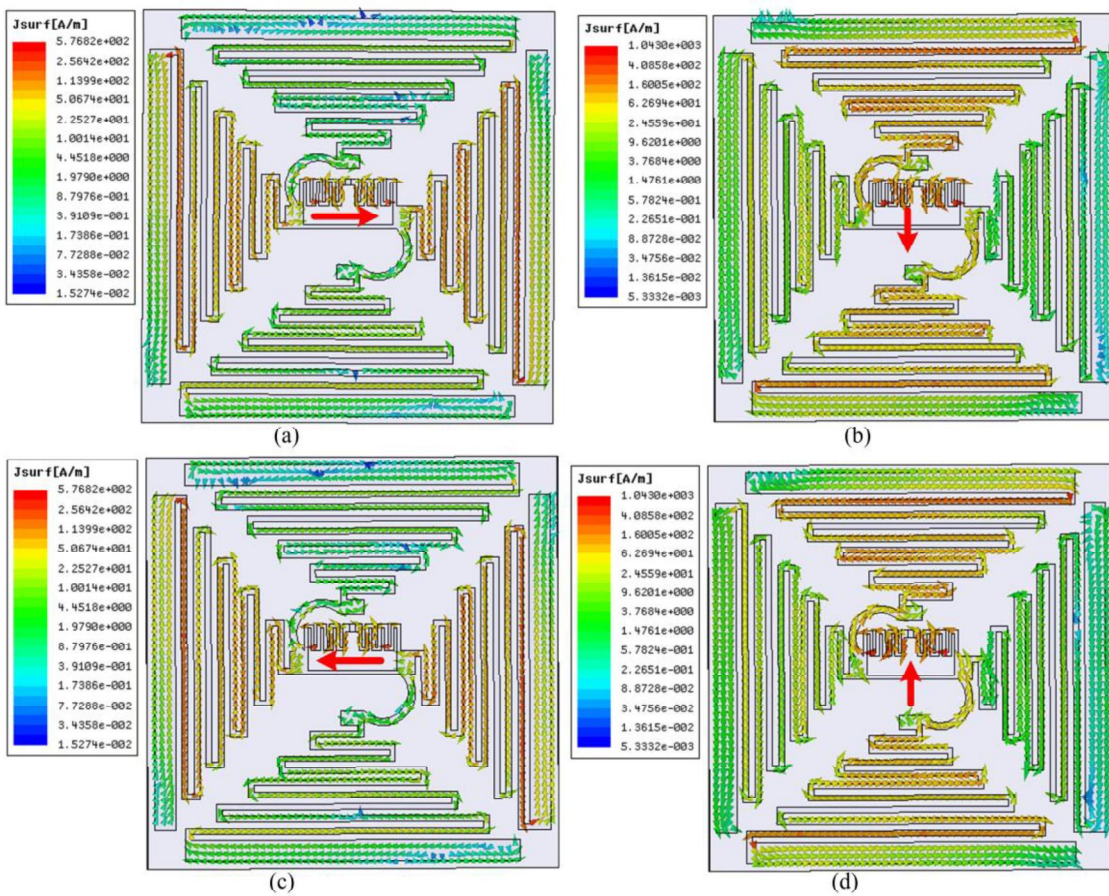 Jsurf[A/m]
5.7682e+002
2.5642e+002
1.1399e+002
5.0674e+001
2.2527e+001
1.0014e+001
4.4518e+000
1.9790e+000
8.7976e-001
3.9109e-001
1.7386e-001
7.7288e-002
3.4358e-002
1.5274e-002
(a)
Jsurf[A/m]
1.0430e+003
4.0858e+002
1.6005e+002
6.2694e+001
2.4559e+001
9.6201e+000
3.7684e+000
1.4761e+000
5.7824e-001
2.2651e-001
8.8728e-002
3.4756e-002
1.3615e-002
5.3332e-003
(b)
Jsurf[A/m]
5.7682e+002
2.5642e+002
1.1399e+002
5.0674e+001
2.2527e+001
1.0014e+001
4.4518e+000
1.9790e+000
8.7976e-001
3.9109e-001
1.7386e-001
7.7288e-002
3.4358e-002
1.5274e-002
(c)
Jsurf[A/m]
1.0430e+003
4.0858e+002
1.6005e+002
6.2694e+001
2.4559e+001
9.6201e+000
3.7684e+000
1.4761e+000
5.7824e-001
2.2651e-001
8.8728e-002
3.4756e-002
1.3615e-002
5.3332e-003
(d)